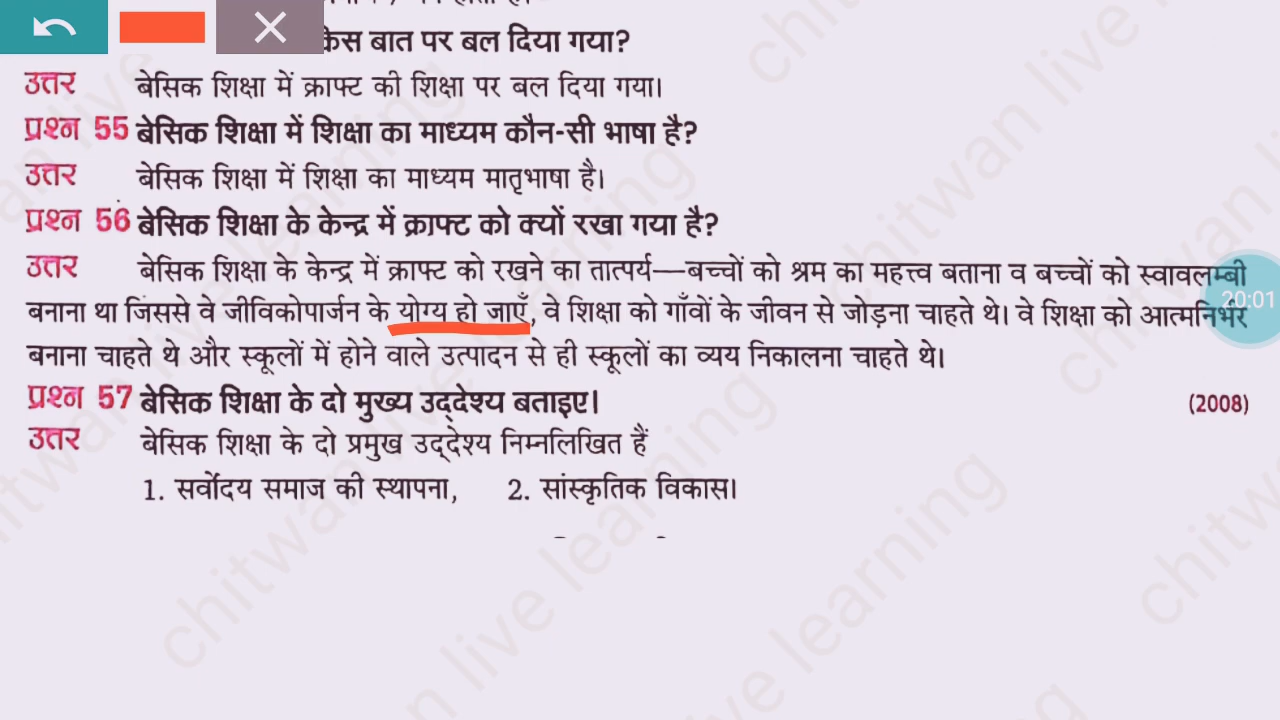 किस बात पर बल दिया गया?
उत्तर बेसिक शिक्षा में क्राफ्ट की शिक्षा पर बल दिया गया।
प्रश्न 55 बेसिक शिक्षा में शिक्षा का माध्यम कौन-सी भाषा है?
उत्तर बेसिक शिक्षा में शिक्षा का माध्यम मातृभाषा है।
प्रश्न 56 बेसिक शिक्षा के केन्द्र में क्राफ्ट को क्यों रखा गया है?
उत्तर बेसिक शिक्षा के केन्द्र में क्राफ्ट को रखने का तात्पर्य—बच्चों को श्रम का महत्त्व बताना व बच्चों को स्वावलम्बी
20:01
बनाना था जिससे वे जीविकोपार्जन के योग्य हो जाएँ, वे शिक्षा को गाँवों के जीवन से जोड़ना चाहते थे। वे शिक्षा को आत्मनिर्भर
बनाना चाहते थे और स्कूलों में होने वाले उत्पादन से ही स्कूलों का व्यय निकालना चाहते थे।
प्रश्न 57 बेसिक शिक्षा के दो मुख्य उद्देश्य बताइए। (2008)
उत्तर बेसिक शिक्षा के दो प्रमुख उद्देश्य निम्नलिखित हैं
1. सर्वोदय समाज की स्थापना, 2. सांस्कृतिक विकास।
chitwan live learning